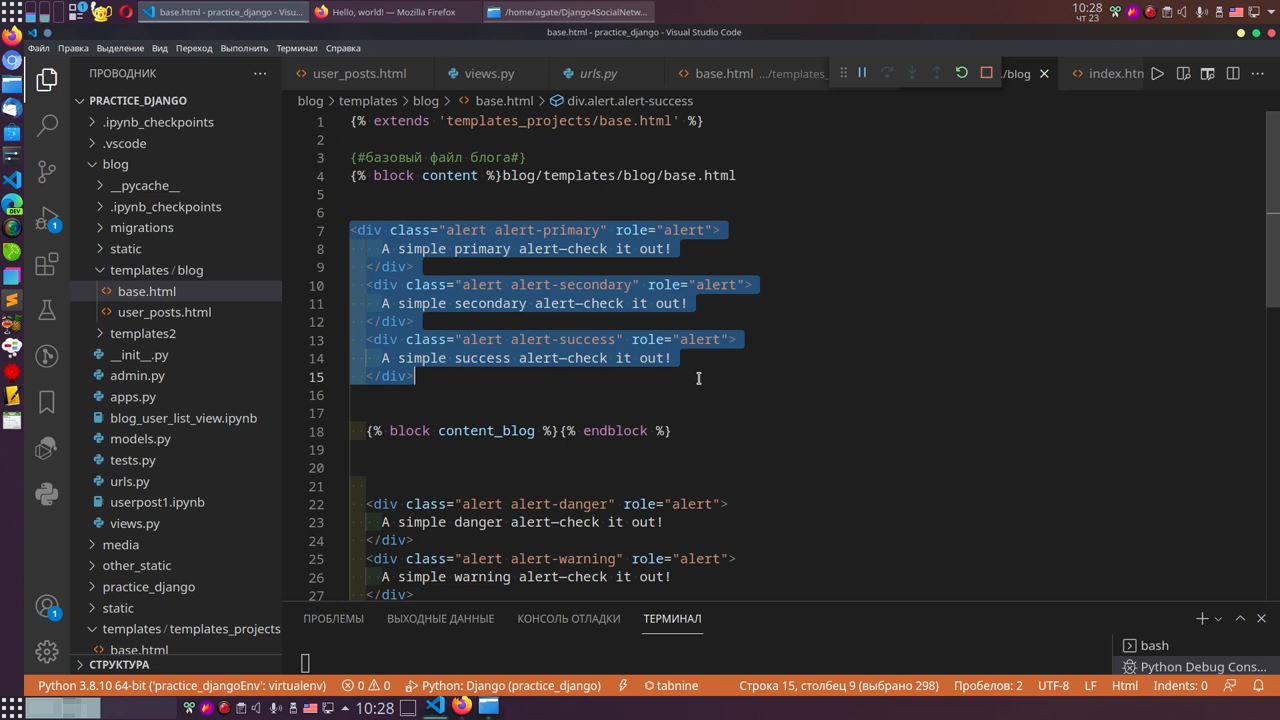 base.html - practice_django - Visu...
Hello, world! — Mozilla Firefox
/home/agate/Django4SocialNetw...
10:28
чт 23
base.html - practice_django - Visual Studio Code
Файл Правка Выделение Вид Переход Выполнить Терминал Справка
ПРОВОДНИК
user_posts.html
views.py
urls.py
base.html .../templates_
.../blog
index.htn
PRACTICE_DJANGO
.ipynb_checkpoints
.vscode
blog
__pycache__
.ipynb_checkpoints
migrations
static
templates/blog
base.html
user_posts.html
templates2
__init__.py
admin.py
apps.py
blog_user_list_view.ipynb
models.py
tests.py
urls.py
userpost1.ipynb
views.py
media
other_static
practice_django
static
templates/templates_projects
base.html
СТРУКТУРА
blog > templates > blog > base.html > div.alert.alert-success
1 {% extends 'templates_projects/base.html' %}
2
3 {#базовый файл блога#}
4 {% block content %}blog/templates/blog/base.html
5
6
7 <div class="alert alert-primary" role="alert">
8 A simple primary alert—check it out!
9 </div>
10 <div class="alert alert-secondary" role="alert">
11 A simple secondary alert—check it out!
12 </div>
13 <div class="alert alert-success" role="alert">
14 A simple success alert—check it out!
15 </div>
16
17
18 {% block content_blog %}{% endblock %}
19
20
21
22 <div class="alert alert-danger" role="alert">
23 A simple danger alert—check it out!
24 </div>
25 <div class="alert alert-warning" role="alert">
26 A simple warning alert—check it out!
27 </div>
ПРОБЛЕМЫ ВЫХОДНЫЕ ДАННЫЕ КОНСОЛЬ ОТЛАДКИ ТЕРМИНАЛ
bash
Python Debug Cons...
Python 3.8.10 64-bit ('practice_djangoEnv': virtualenv) 0 0 Python: Django (practice_django) tabnine Строка 15, столбец 9 (выбрано 298) Пробелов: 2 UTF-8 LF Html Indents: 0
10:28